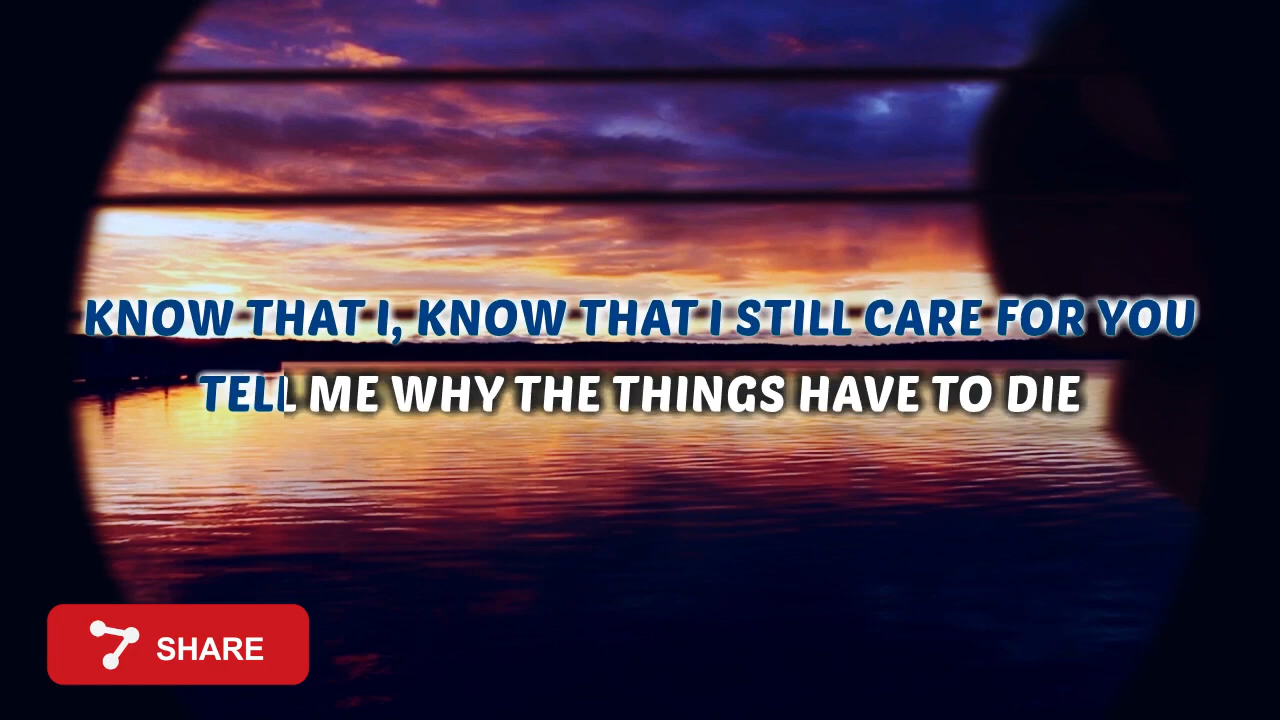 KNOW THAT I, KNOW THAT I STILL CARE FOR YOU
TELL ME WHY THE THINGS HAVE TO DIE
SHARE